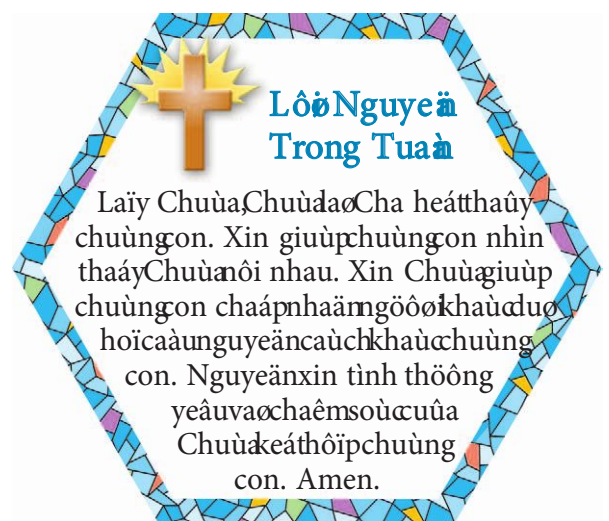 Lôøi Nguyeän
Trong Tuaàn
Laïy Chuùa, Chuùa laø Cha heát thaûy
chuùng con. Xin giuùp chuùng con nhìn
thaáy Chuùa nôi nhau. Xin Chuùa giuùp
chuùng con chaáp nhaän ngöôøi khaùc duø
hoï caàu nguyeän caùch khaùc chuùng
con. Nguyeän xin tình thöông
yeâu vaø chaêm soùc cuûa
Chuùa keát hôïp chuùng
con. Amen.